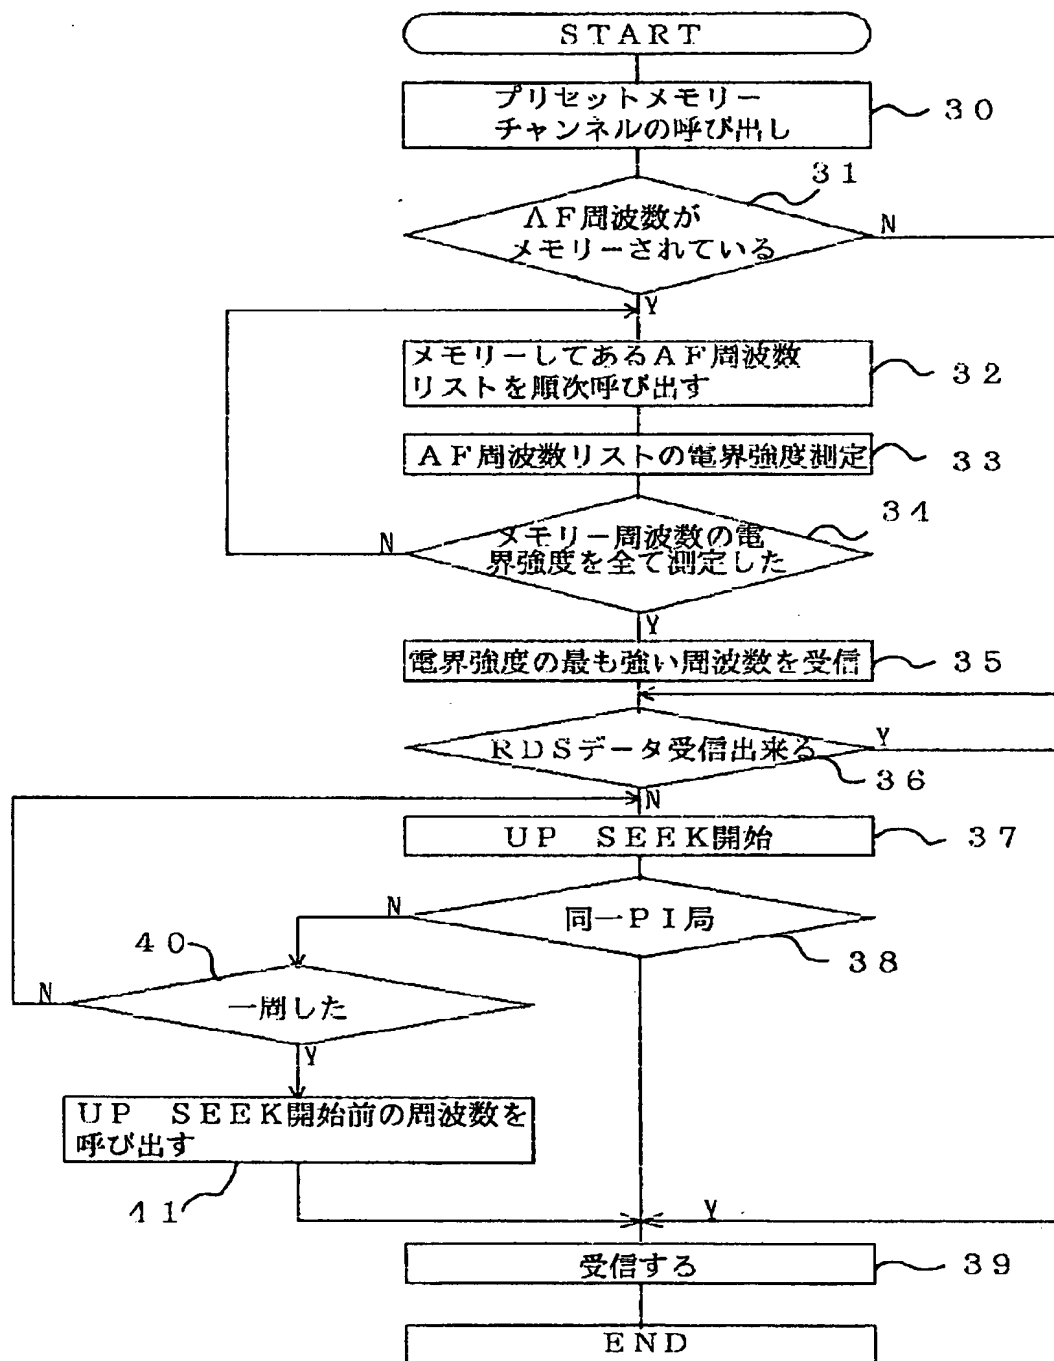 START
プリセットメモリー
チャンネルの呼び出し
30
31
AF周波数が
メモリーされている
N
Y
メモリーしてあるAF周波数
リストを順次呼び出す
32
AF周波数リストの電界強度測定
33
34
メモリー周波数の電
界強度を全て測定した
N
Y
電界強度の最も強い周波数を受信
35
RDSデータ受信出来る
Y
36
N
UP SEEK開始
37
同一PI局
N
38
40
一周した
N
Y
UP SEEK開始前の周波数を
呼び出す
41
Y
受信する
39
END